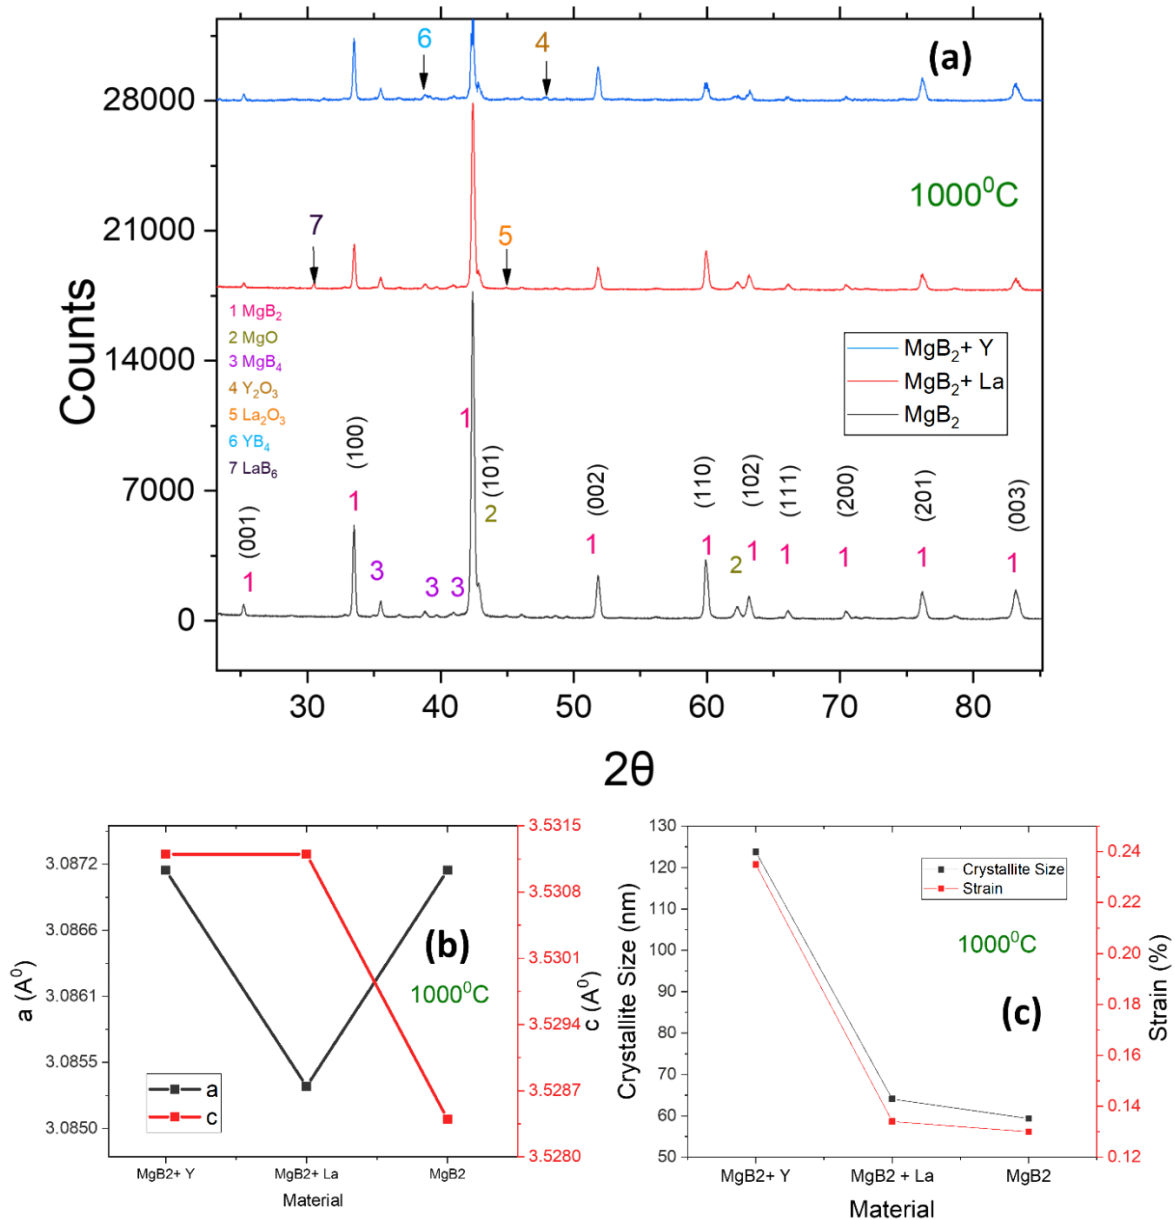 6
4
(a)
28000
1000⁰C
21000
7
5
1 MgB₂
2 MgO
3 MgB₄
4 Y₂O₃
5 La₂O₃
6 YB₄
7 LaB₆
MgB₂+ Y
MgB₂+ La
MgB₂
14000
Counts
7000
0
(001)
1
(100)
1
3
3
3
1
(101)
2
(002)
1
(110)
1
2
(102)
1
(111)
1
(200)
1
(201)
1
(003)
1
30
40
50
60
70
80
2θ
3.0872
3.0866
3.0861
3.0855
3.0850
a (A⁰)
3.5315
3.5308
3.5301
3.5294
3.5287
3.5280
c (A⁰)
(b)
1000⁰C
a
c
MgB2+ Y
MgB2+ La
MgB2
Material
130
120
110
100
90
80
70
60
50
Crystallite Size (nm)
0.24
0.22
0.20
0.18
0.16
0.14
0.12
Strain (%)
Crystallite Size
Strain
1000⁰C
(c)
MgB2+ Y
MgB2 + La
MgB2
Material